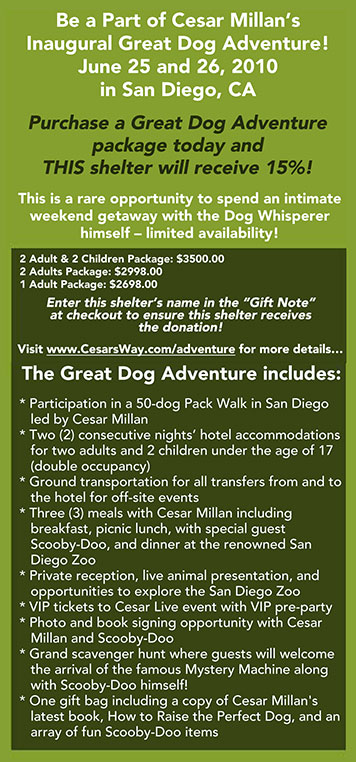 Be a Part of Cesar Millan's
Inaugural Great Dog Adventure!
June 25 and 26, 2010
in San Diego, CA
Purchase a Great Dog Adventure
package today and
THIS shelter will receive 15%!
This is a rare opportunity to spend an intimate
weekend getaway with the Dog Whisperer
himself – limited availability!
2 Adult & 2 Children Package: $3500.00
2 Adults Package: $2998.00
1 Adult Package: $2698.00
Enter this shelter's name in the "Gift Note"
at checkout to ensure this shelter receives
the donation!
Visit www.CesarsWay.com/adventure for more details...
The Great Dog Adventure includes:
* Participation in a 50-dog Pack Walk in San Diego
led by Cesar Millan
* Two (2) consecutive nights' hotel accommodations
for two adults and 2 children under the age of 17
(double occupancy)
* Ground transportation for all transfers from and to
the hotel for off-site events
* Three (3) meals with Cesar Millan including
breakfast, picnic lunch, with special guest
Scooby-Doo, and dinner at the renowned San
Diego Zoo
* Private reception, live animal presentation, and
opportunities to explore the San Diego Zoo
* VIP tickets to Cesar Live event with VIP pre-party
* Photo and book signing opportunity with Cesar
Millan and Scooby-Doo
* Grand scavenger hunt where guests will welcome
the arrival of the famous Mystery Machine along
with Scooby-Doo himself!
* One gift bag including a copy of Cesar Millan's
latest book, How to Raise the Perfect Dog, and an
array of fun Scooby-Doo items